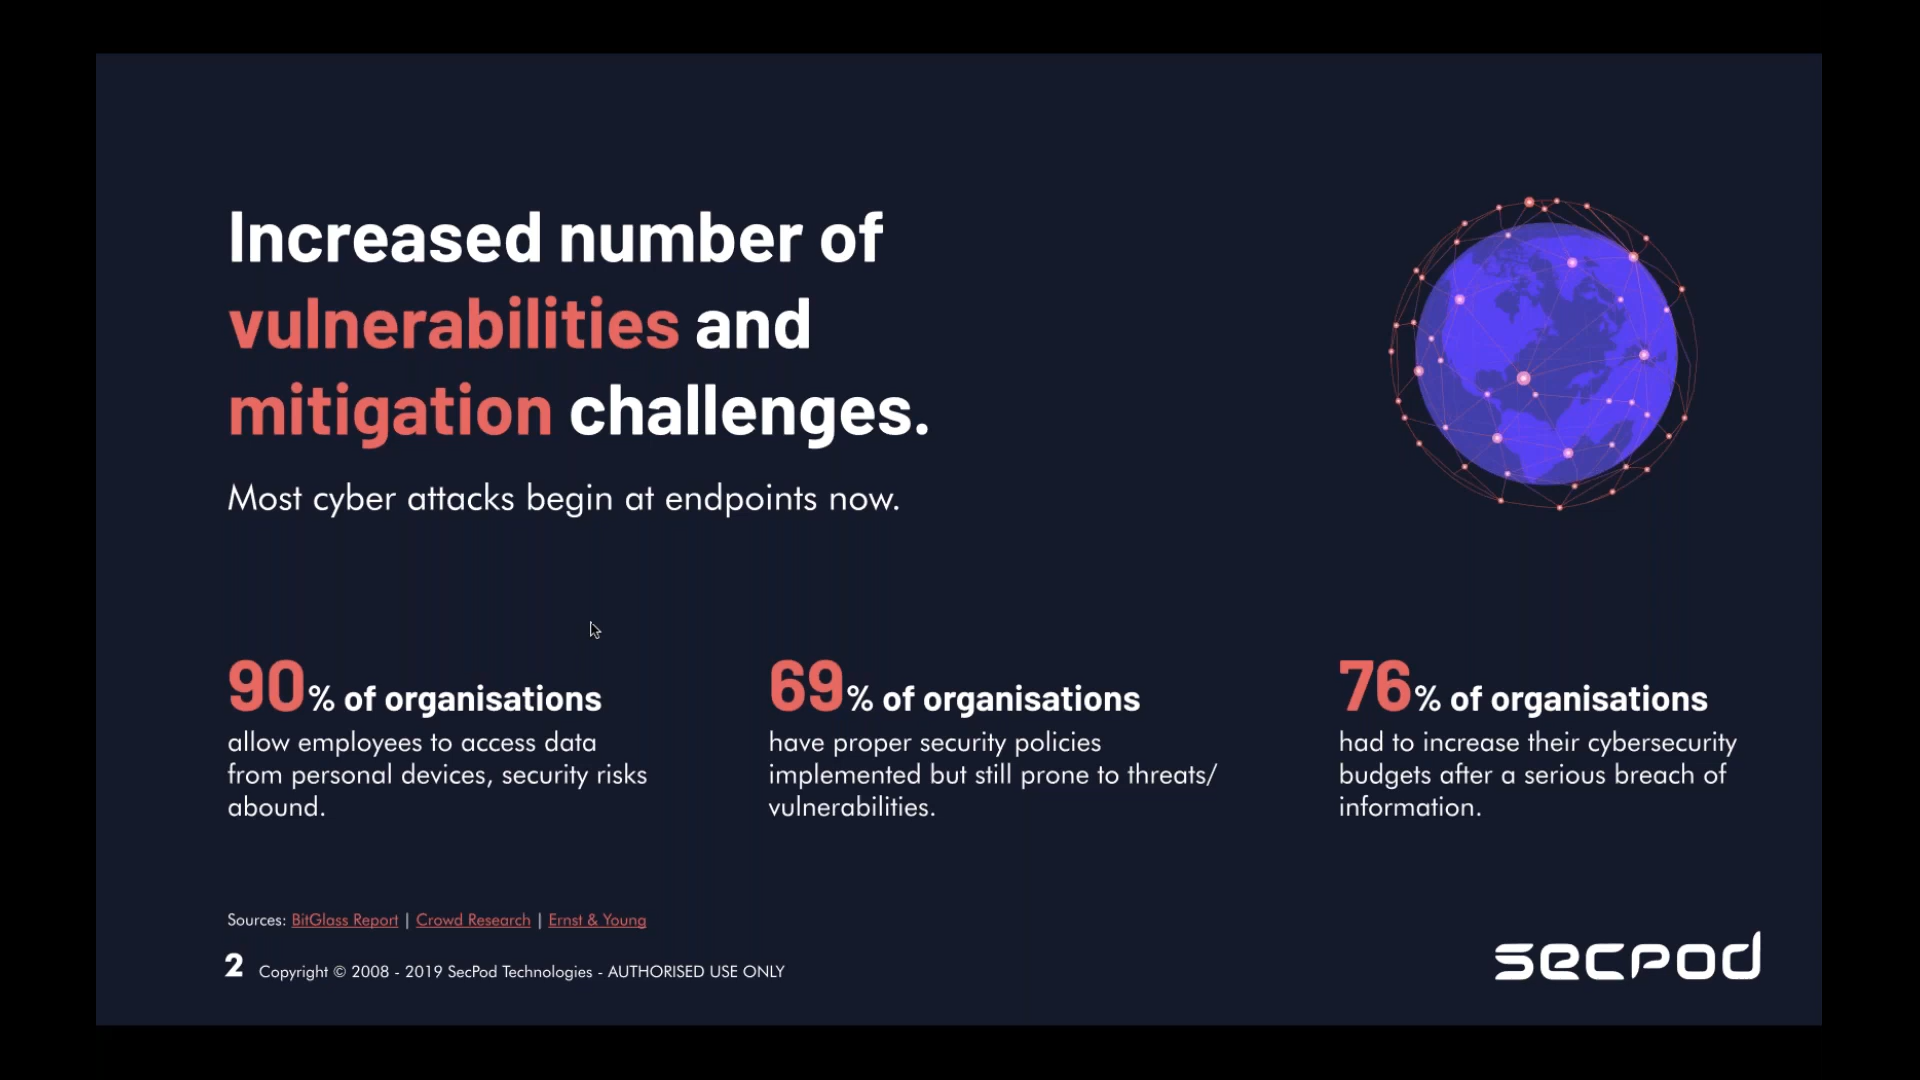 Increased number of
vulnerabilities and
mitigation challenges.
Most cyber attacks begin at endpoints now.
90% of organisations
allow employees to access data
from personal devices, security risks
abound.
69% of organisations
have proper security policies
implemented but still prone to threats/
vulnerabilities.
76% of organisations
had to increase their cybersecurity
budgets after a serious breach of
information.
Sources: BitGlass Report | Crowd Research | Ernst & Young
2 Copyright © 2008 - 2019 SecPod Technologies - AUTHORISED USE ONLY
secpod